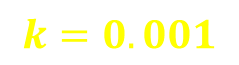 k = 0.001